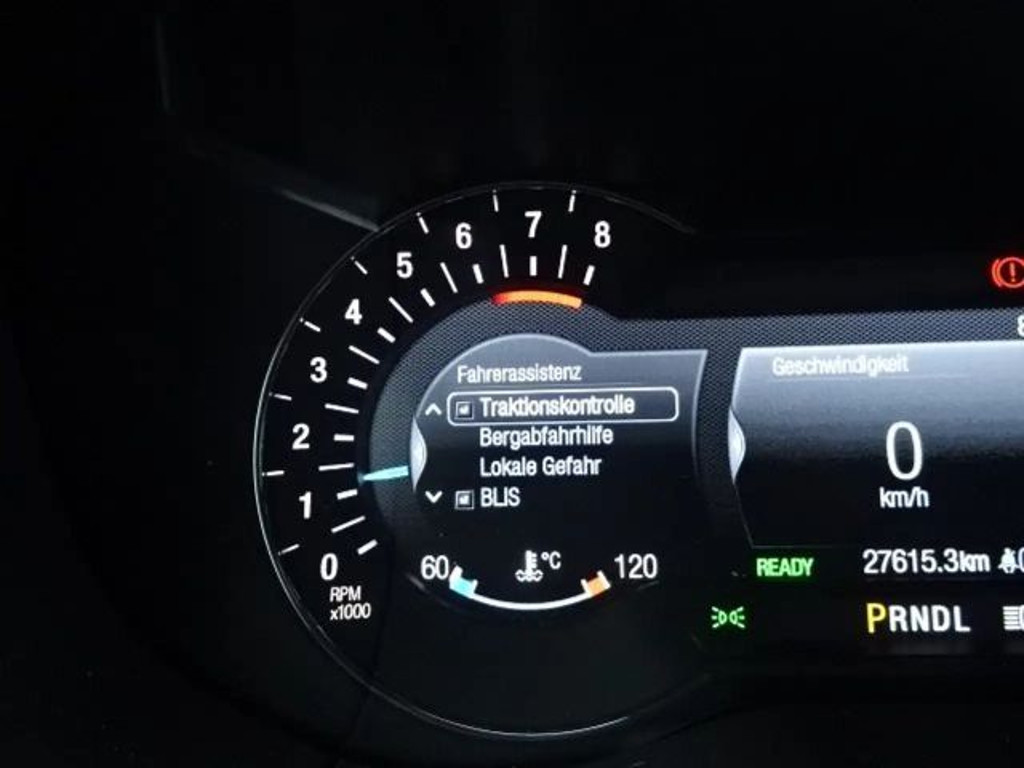 8
7
6
5
4
3
2
1
0
RPM
x1000
Fahrerassistenz
Traktionskontrolle
Bergabfahrhilfe
Lokale Gefahr
BLIS
60 °C 120
Geschwindigkeit
0
km/h
READY 27615.3km
PRNDL